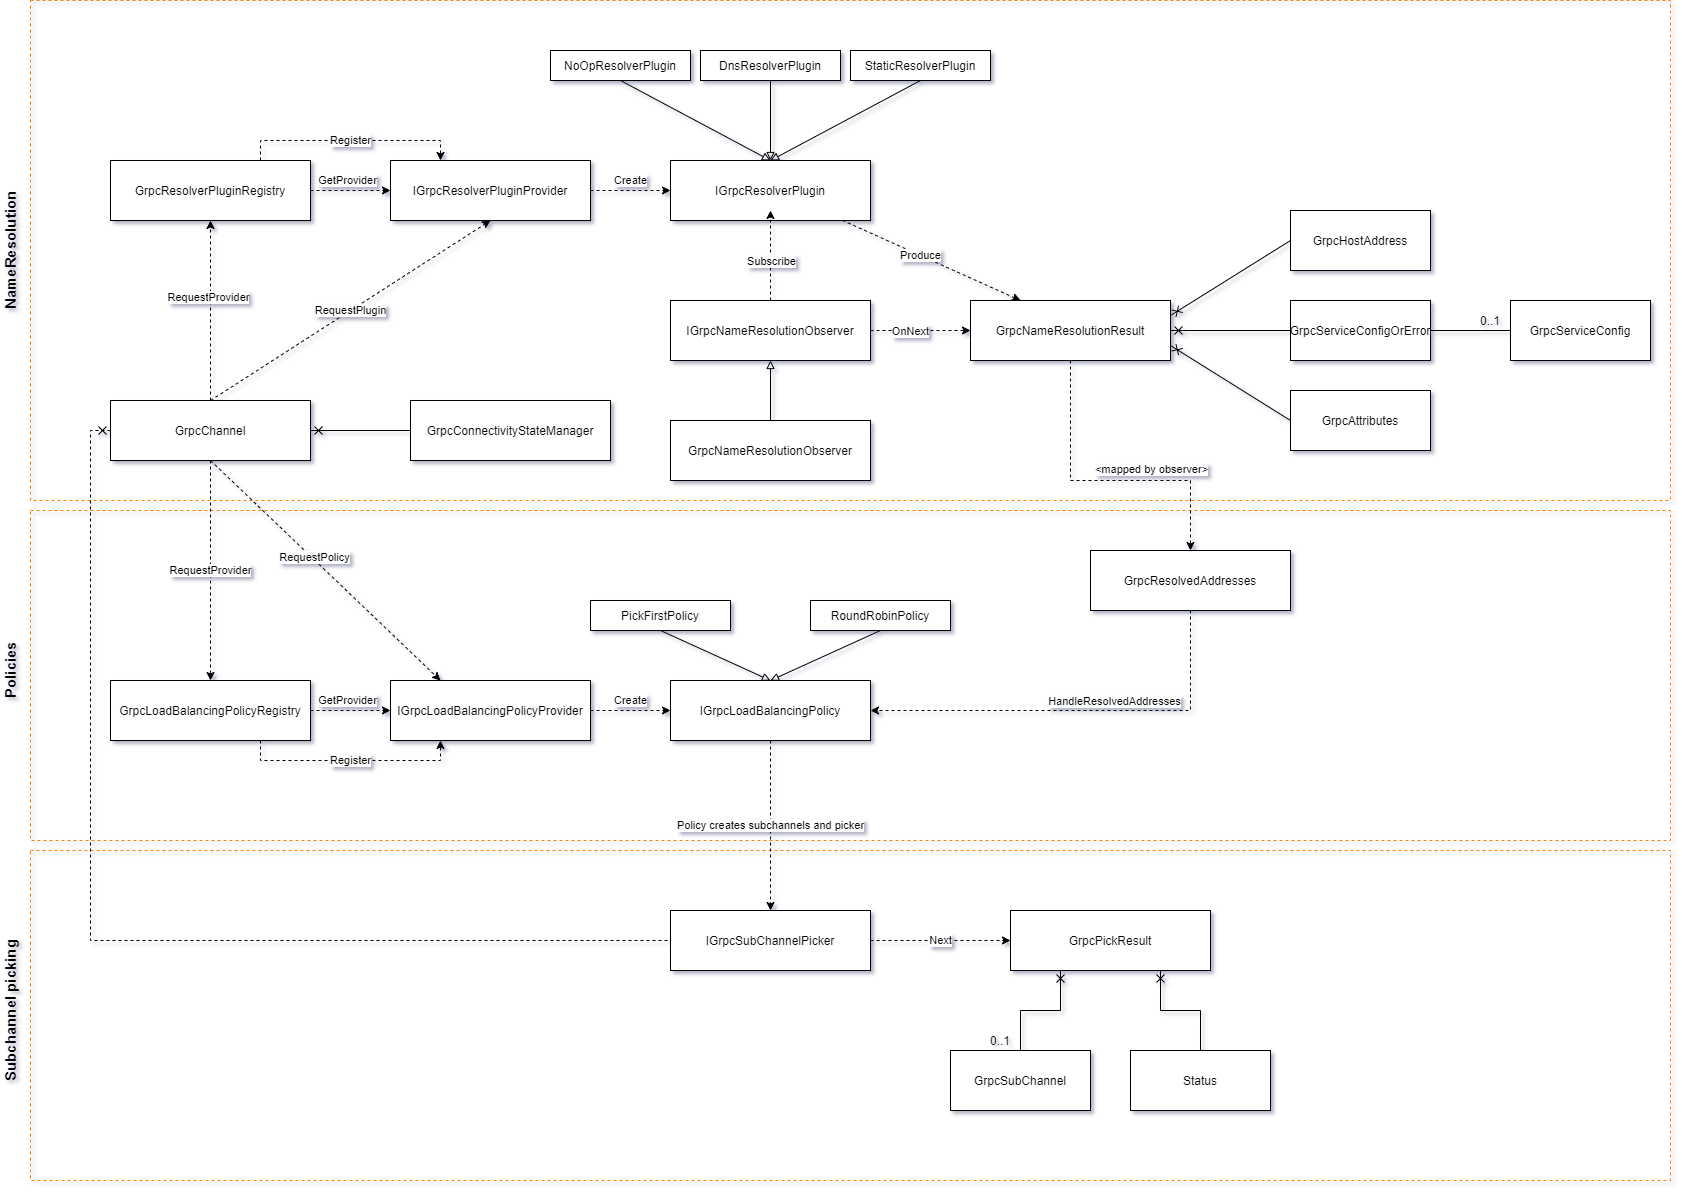 NameResolution
NoOpResolverPlugin
DnsResolverPlugin
StaticResolverPlugin
Register
GrpcResolverPluginRegistry
GetProvider
IGrpcResolverPluginProvider
Create
IGrpcResolverPlugin
Subscribe
Produce
GrpcHostAddress
RequestProvider
RequestPlugin
IGrpcNameResolutionObserver
OnNext
GrpcNameResolutionResult
GrpcServiceConfigOrError
0..1
GrpcServiceConfig
GrpcChannel
GrpcConnectivityStateManager
GrpcNameResolutionObserver
GrpcAttributes
<mapped by observer>
Policies
RequestProvider
RequestPolicy
GrpcResolvedAddresses
PickFirstPolicy
RoundRobinPolicy
GrpcLoadBalancingPolicyRegistry
GetProvider
IGrpcLoadBalancingPolicyProvider
Create
IGrpcLoadBalancingPolicy
HandleResolvedAddresses
Register
Policy creates subchannels and picker
Subchannel picking
IGrpcSubChannelPicker
Next
GrpcPickResult
0..1
GrpcSubChannel
Status